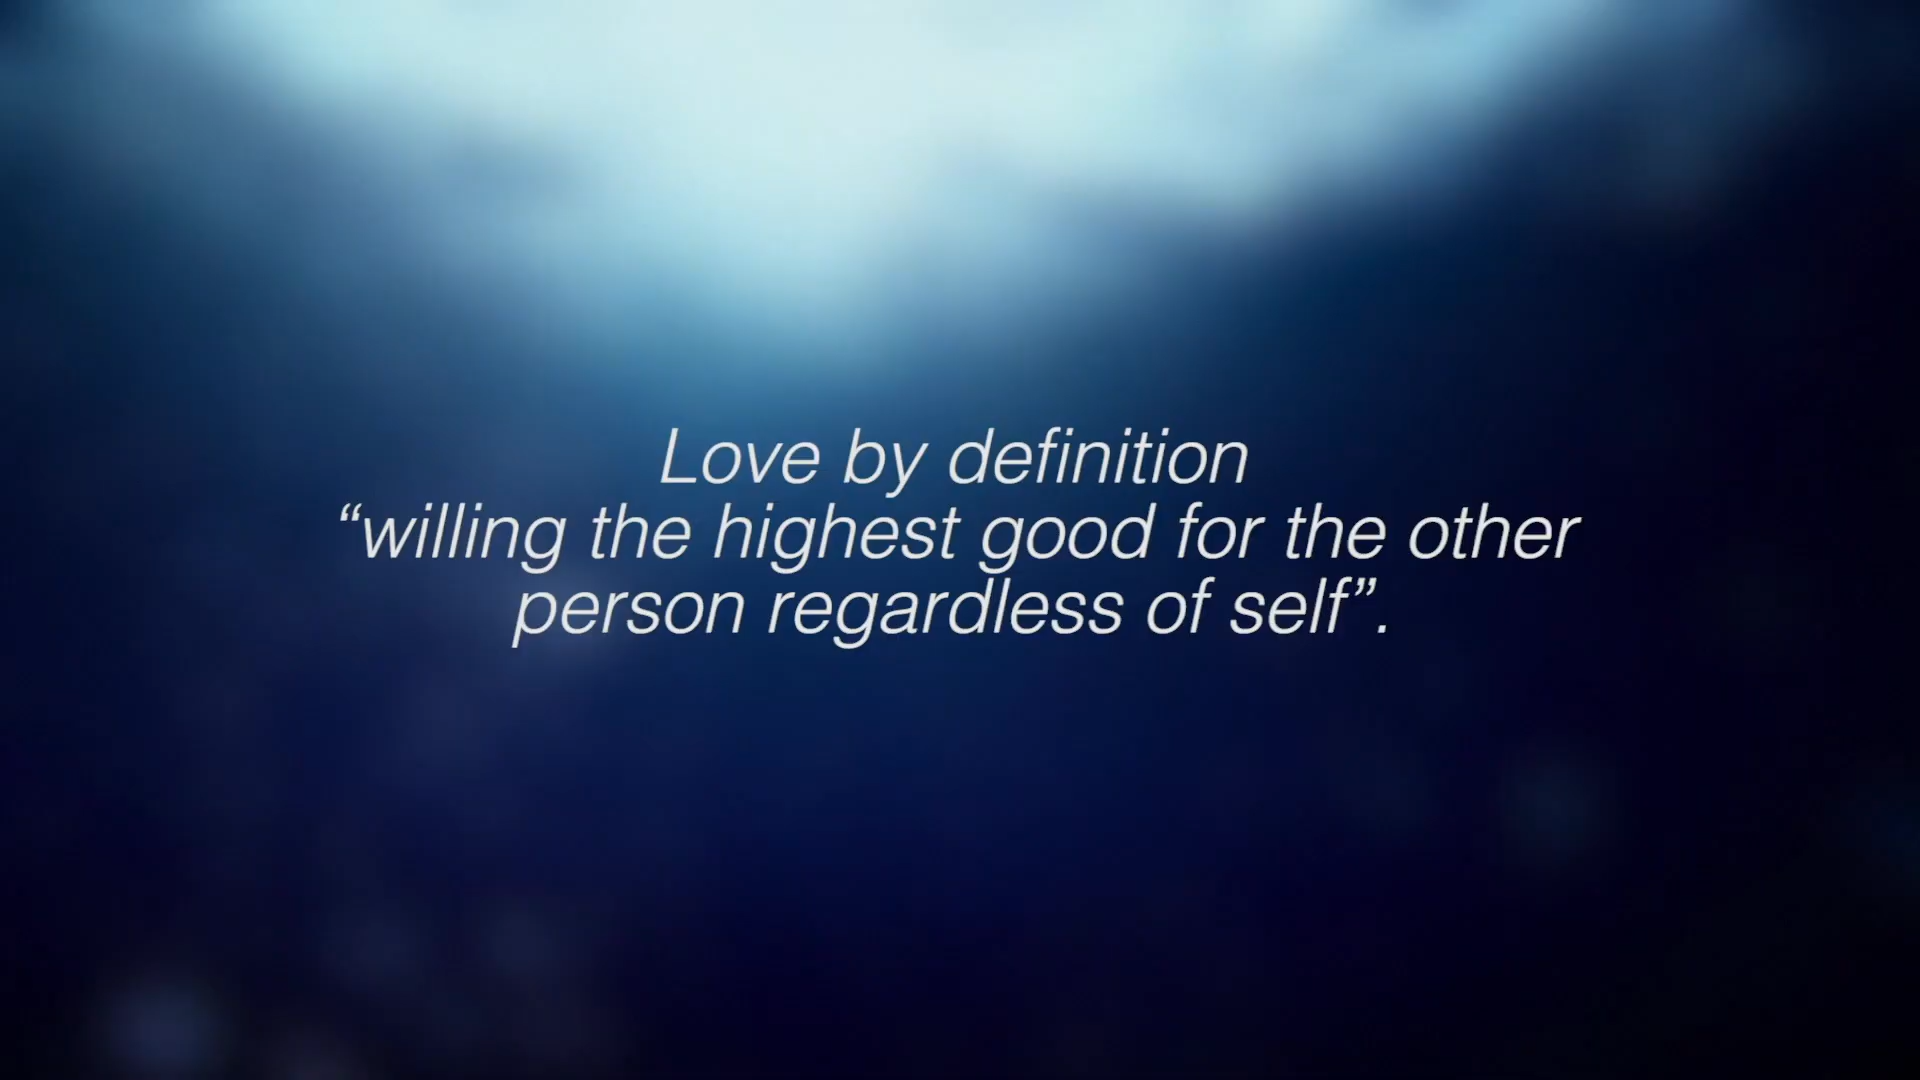 Love by definition
“willing the highest good for the other
person regardless of self”.